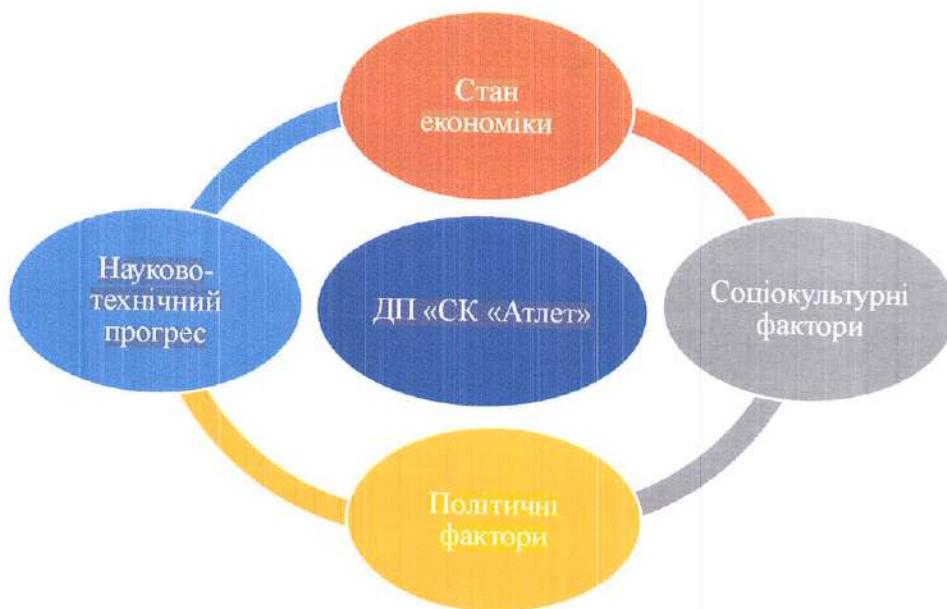 Стан
економіки
Науково-
технічний
прогрес
ДП «СК «Атлет»
Соціокультурні
фактори
Політичні
фактори